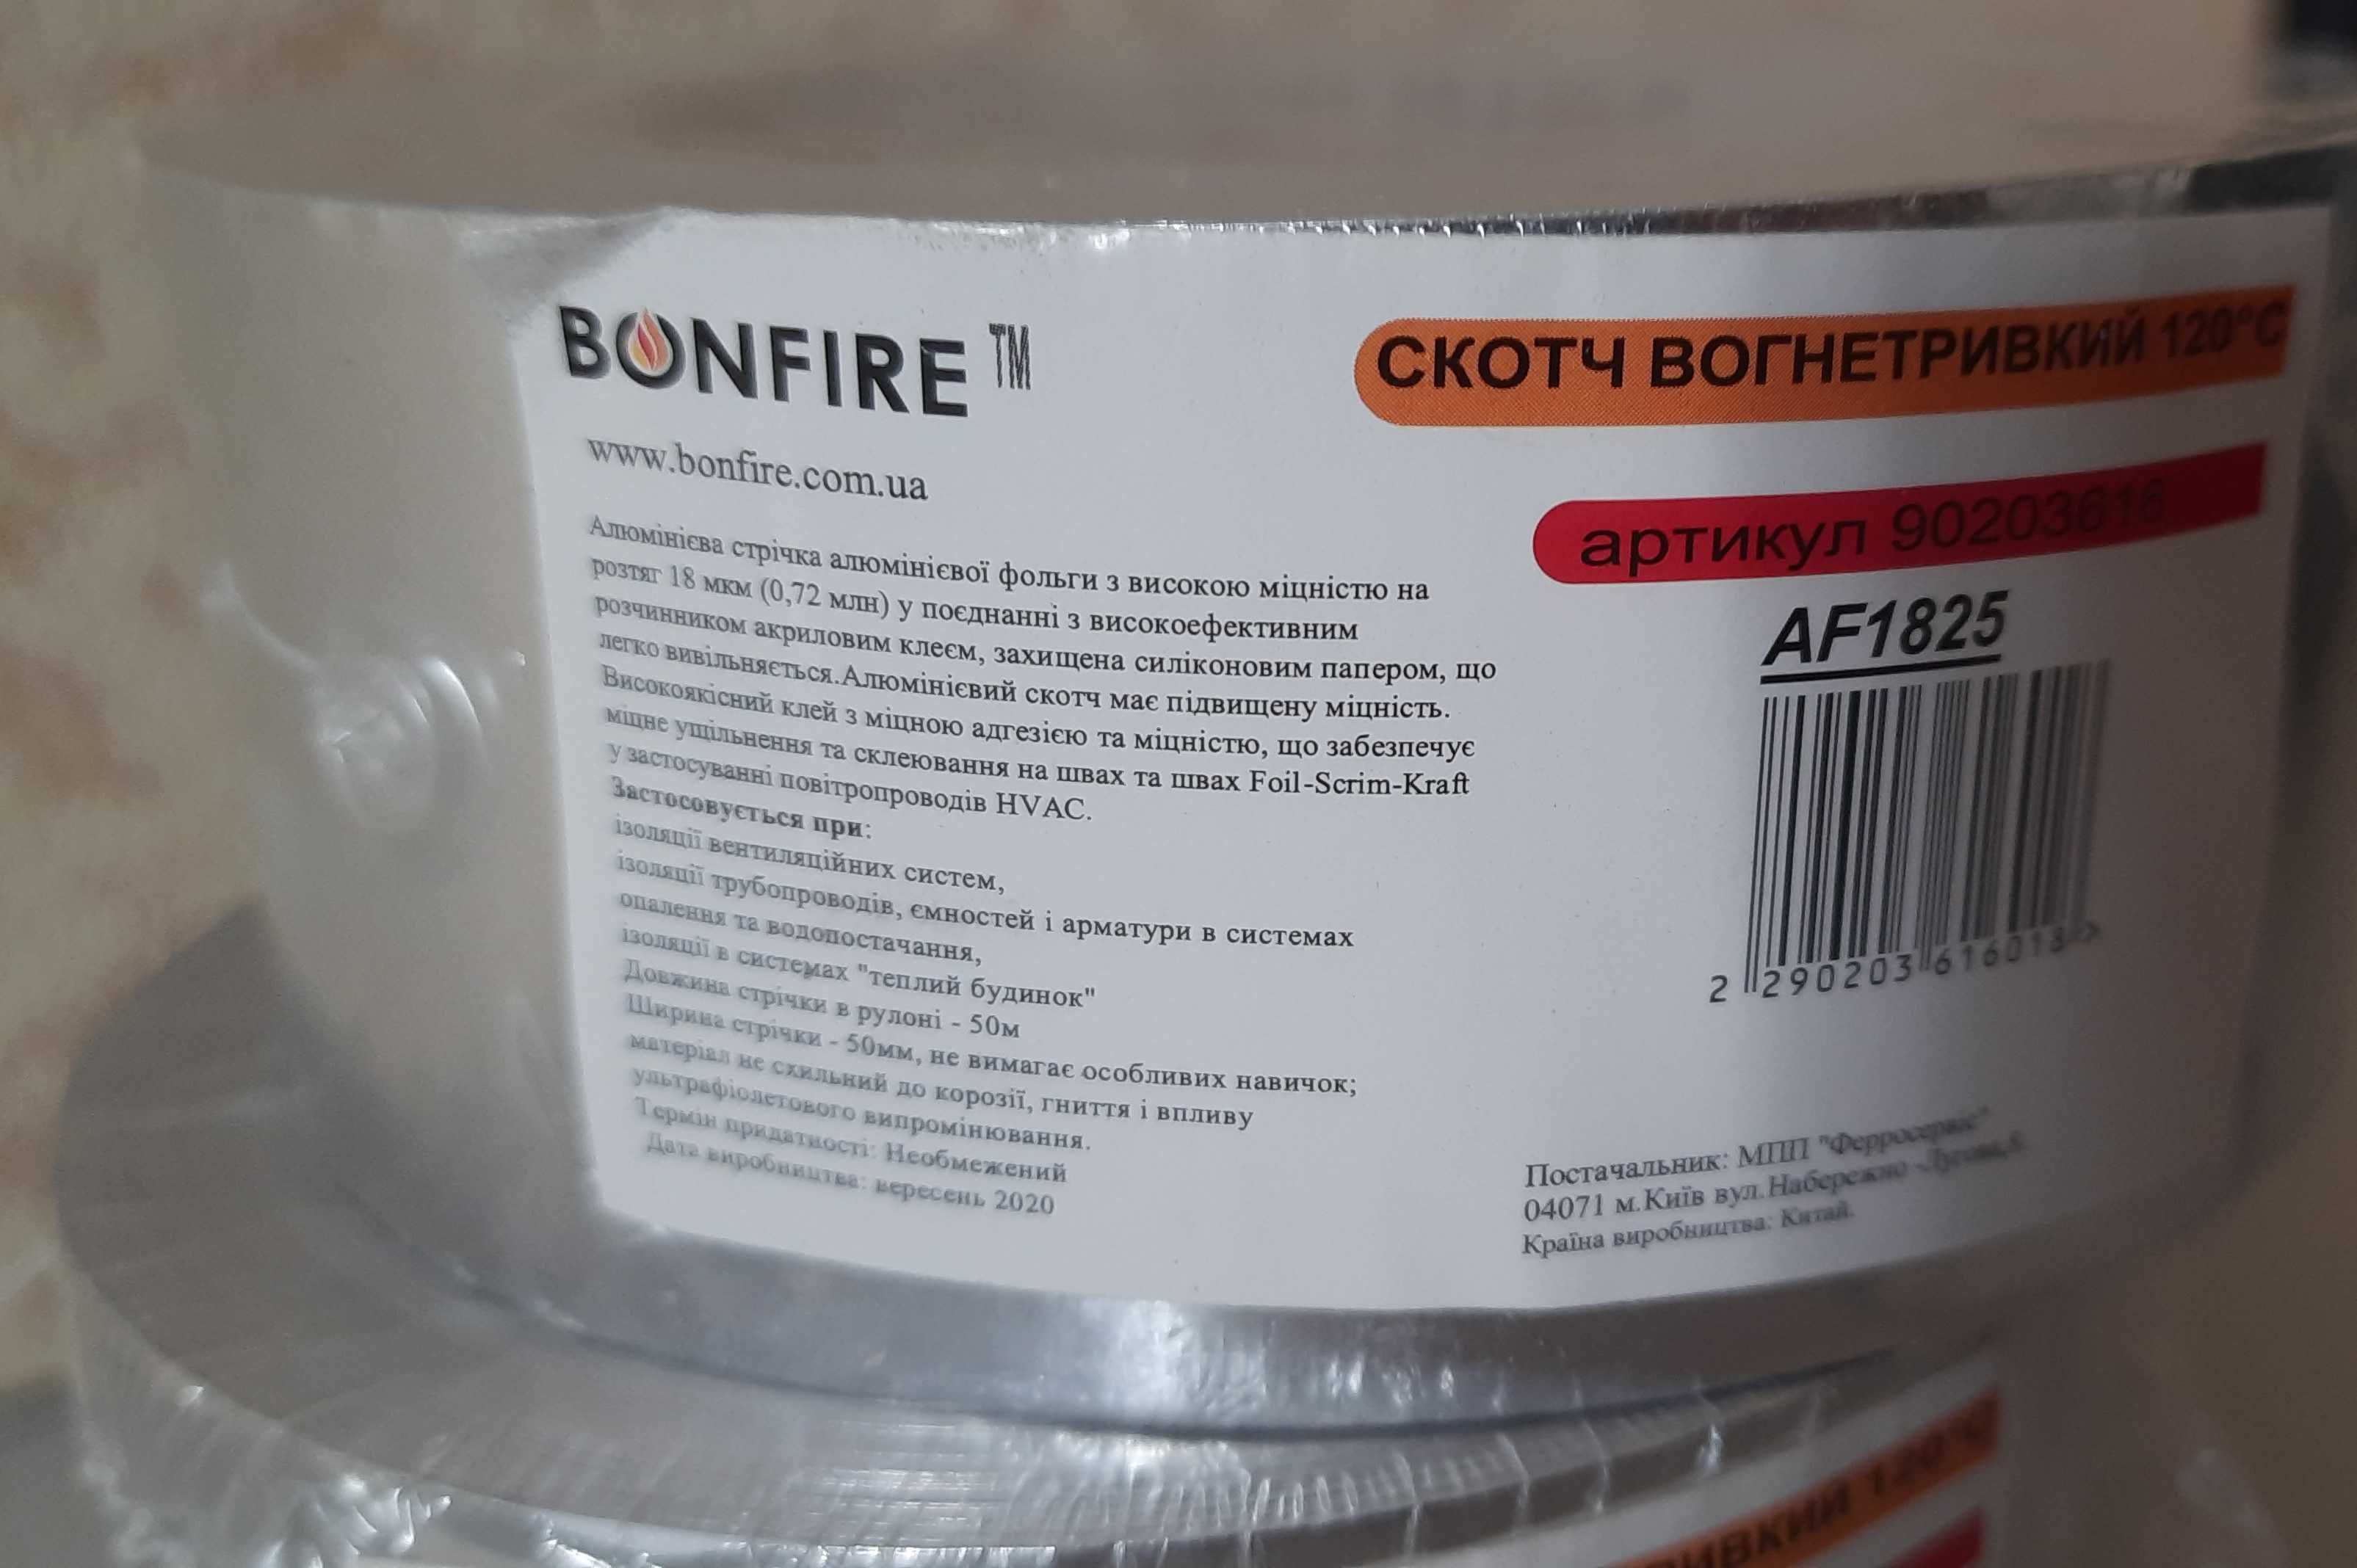 BONFIRE TM
www.bonfire.com.ua
СКОТЧ ВОГНЕТРИВКИЙ 120°C
артикул 90203616
AF1825
Алюмінієва стрічка алюмінієвої фольги з високою міцністю на
розтяг 18 мкм (0,72 млн) у поєднанні з високоефективним
розчинником акриловим клеєм, захищена силіконовим папером, що
легко вивільняється.Алюмінієвий скотч має підвищену міцність.
Високоякісний клей з міцною адгезією та міцністю, що забезпечує
міцне ущільнення та склеювання на швах та швах Foil-Scrim-Kraft
у застосуванні повітропроводів HVAC.
Застосовується при:
ізоляції вентиляційних систем,
ізоляції трубопроводів, ємностей і арматури в системах
опалення та водопостачання,
ізоляції в системах "теплий будинок"
Довжина стрічки в рулоні - 50м
Ширина стрічки - 50мм, не вимагає особливих навичок;
матеріал не схильний до корозії, гниття і впливу
ультрафіолетового випромінювання.
Термін придатності: Необмежений
Дата виробництва: вересень 2020
2 290203 616018 >
Постачальник: МПП "Ферросервіс"
04071 м.Київ вул.Набережно -Лугова,8.
Країна виробництва: Китай.
РИВКИЙ 120°C